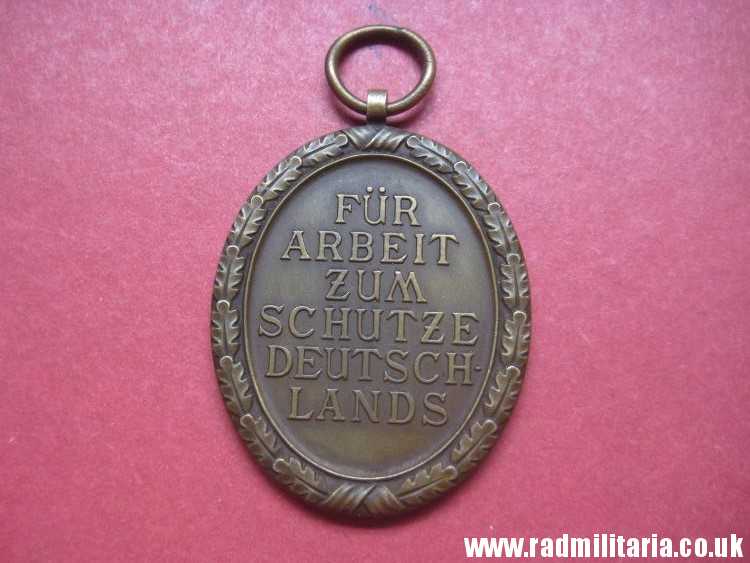 FÜR
ARBEIT
ZUM
SCHUTZE
DEUTSCH-
LANDS
www.radmilitaria.co.uk